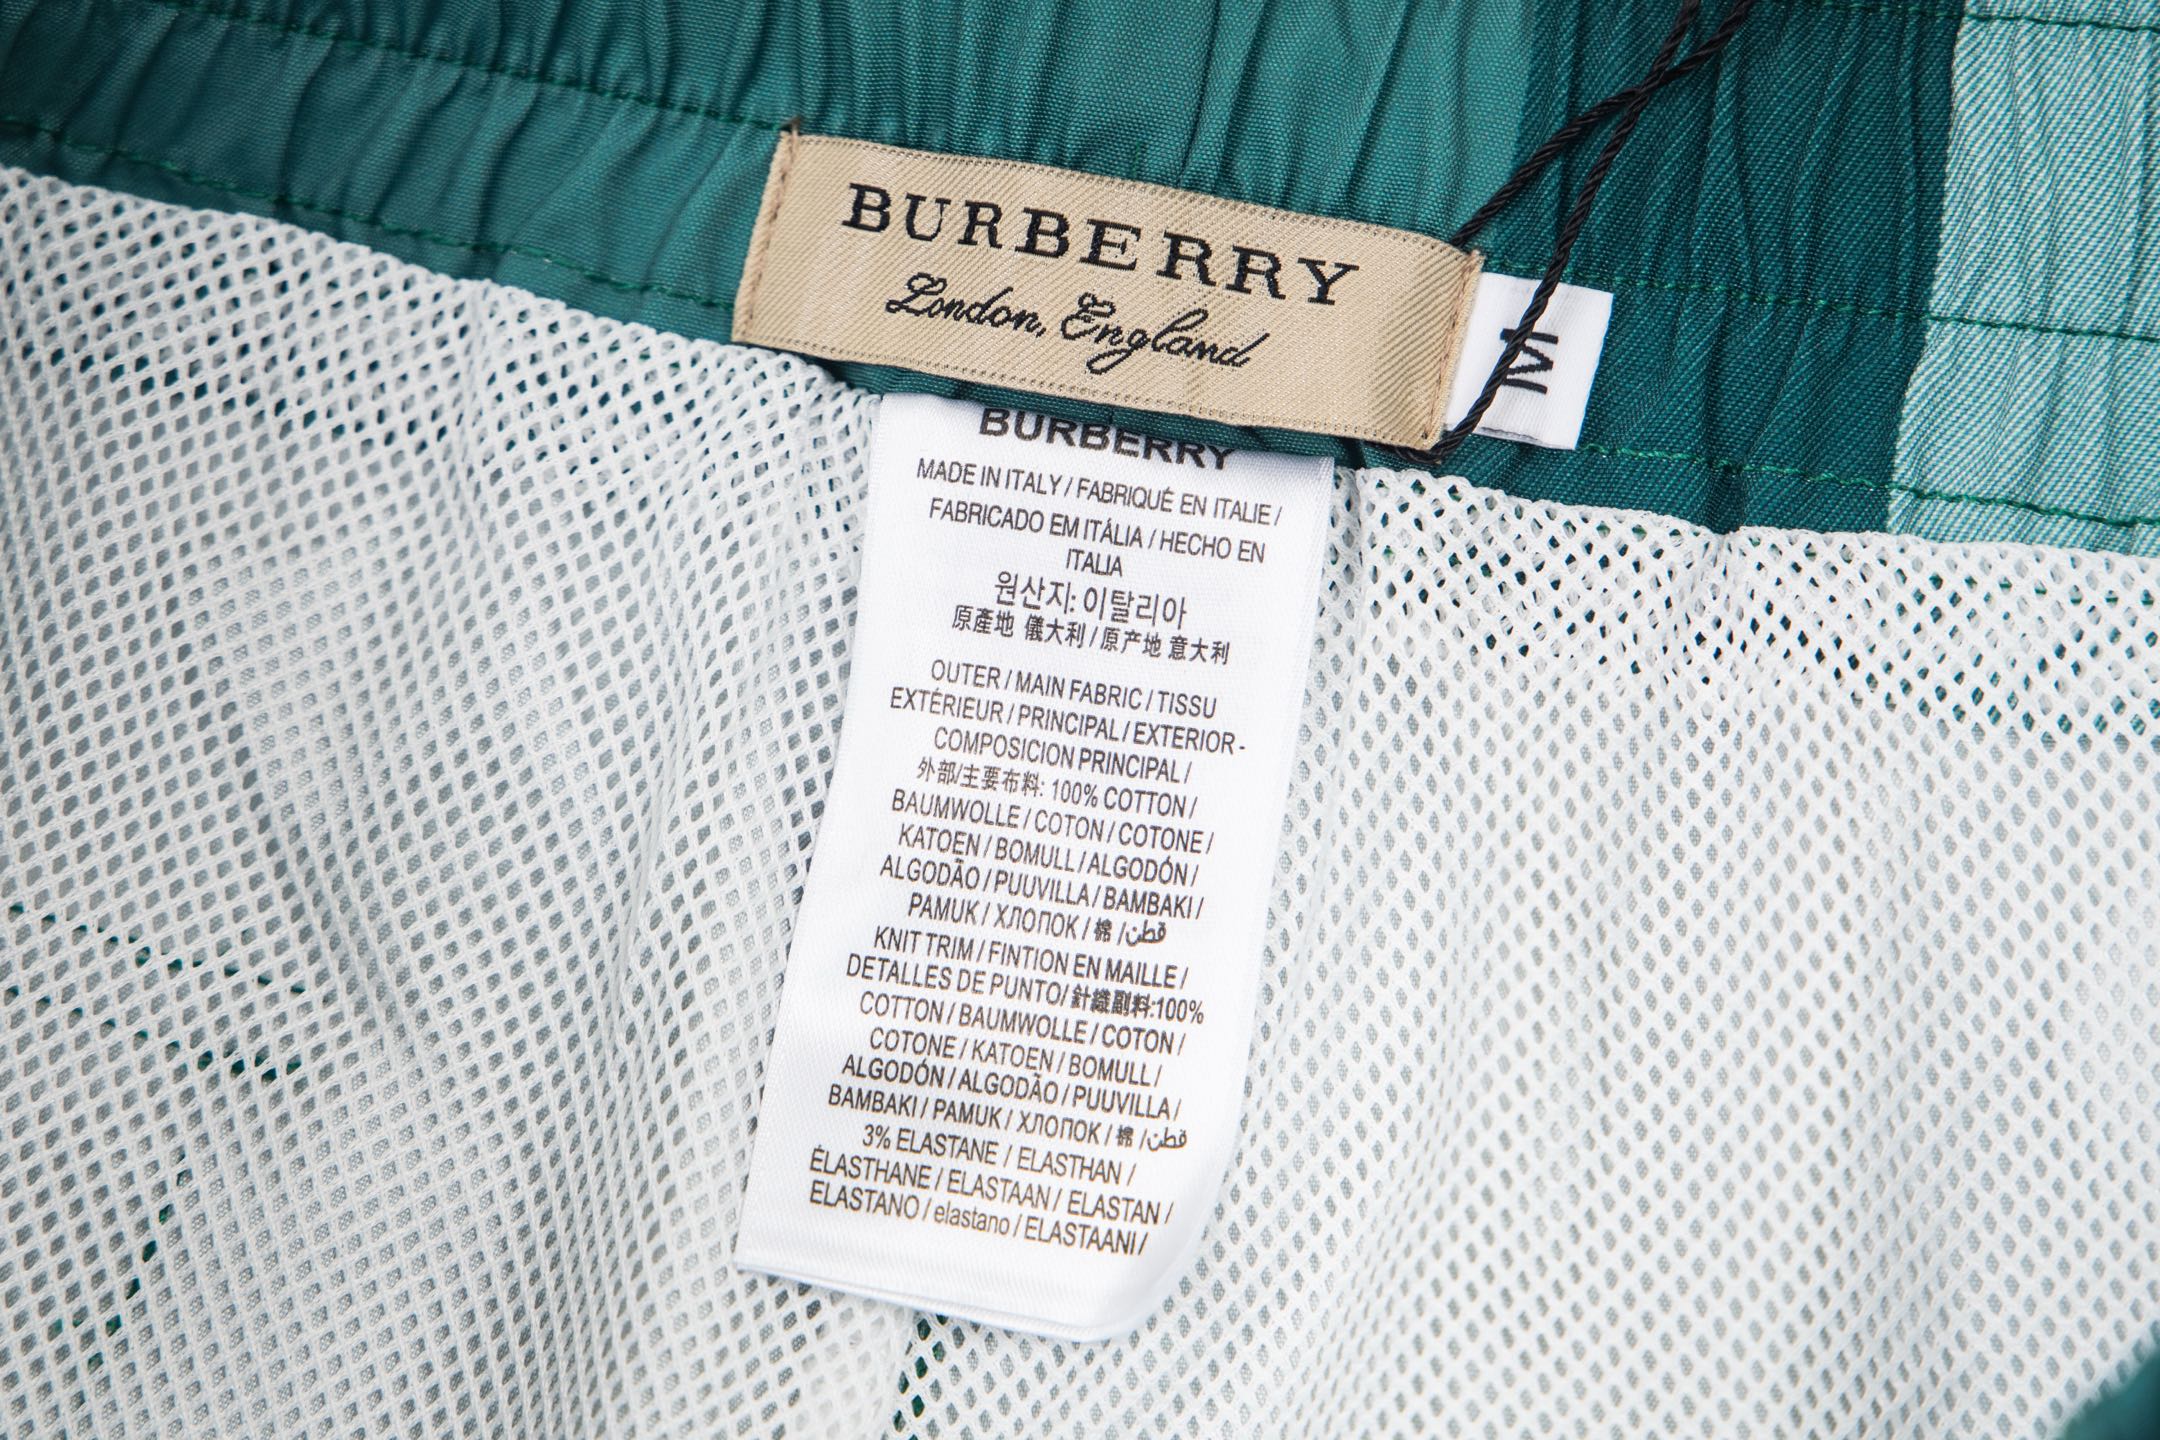 BURBERRY
London, England
M
BURBERRY
MADE IN ITALY / FABRIQUÉ EN ITALIE /
FABRICADO EM ITÁLIA / HECHO EN
ITALIA
원산지: 이탈리아
原產地 儀大利 / 原产地 意大利
OUTER / MAIN FABRIC / TISSU
EXTÉRIEUR / PRINCIPAL / EXTERIOR -
COMPOSICION PRINCIPAL /
外部/主要布料: 100% COTTON /
BAUMWOLLE / COTON / COTONE /
KATOEN / BOMULL / ALGODÓN /
ALGODÃO / PUUVILLA / BAMBAKI /
PAMUK / ХЛОПОК / 棉 / قطن
KNIT TRIM / FINTION EN MAILLE /
DETALLES DE PUNTO/ 針織副料:100%
COTTON / BAUMWOLLE / COTON /
COTONE / KATOEN / BOMULL /
ALGODÓN / ALGODÃO / PUUVILLA /
BAMBAKI / PAMUK / ХЛОПОК / 棉 / قطن
3% ELASTANE / ELASTHAN /
ÉLASTHANE / ELASTAAN / ELASTAN /
ELASTANO / elastano / ELASTAANI /